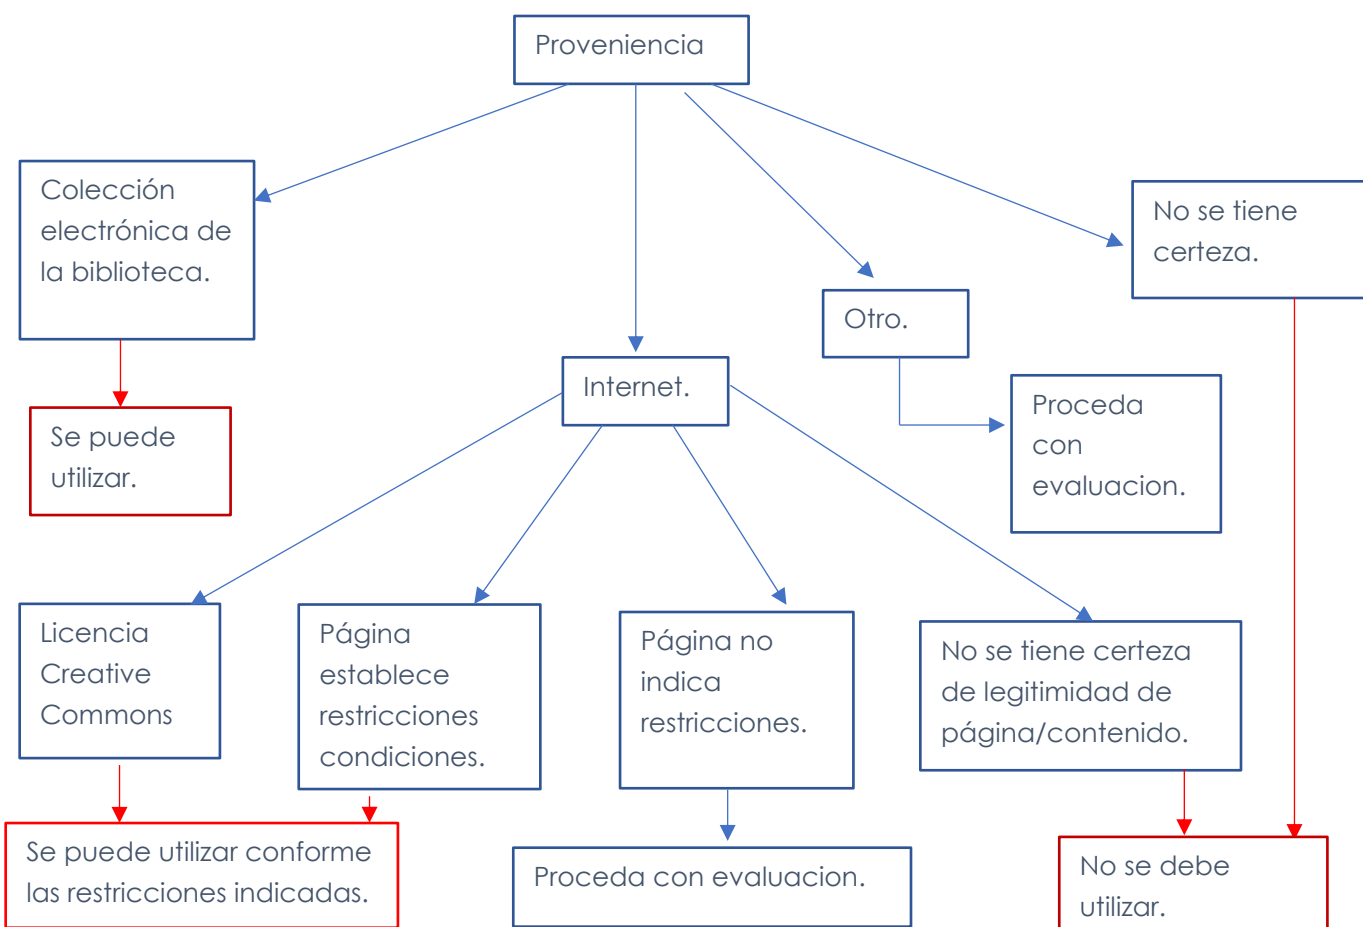 Proveniencia
Colección
electrónica de
la biblioteca.
No se tiene
certeza.
Otro.
Internet.
Proceda
con
evaluacion.
Se puede
utilizar.
Licencia
Creative
Commons
Página
establece
restricciones
condiciones.
Página no
indica
restricciones.
No se tiene certeza
de legitimidad de
página/contenido.
Se puede utilizar conforme
las restricciones indicadas.
Proceda con evaluacion.
No se debe
utilizar.